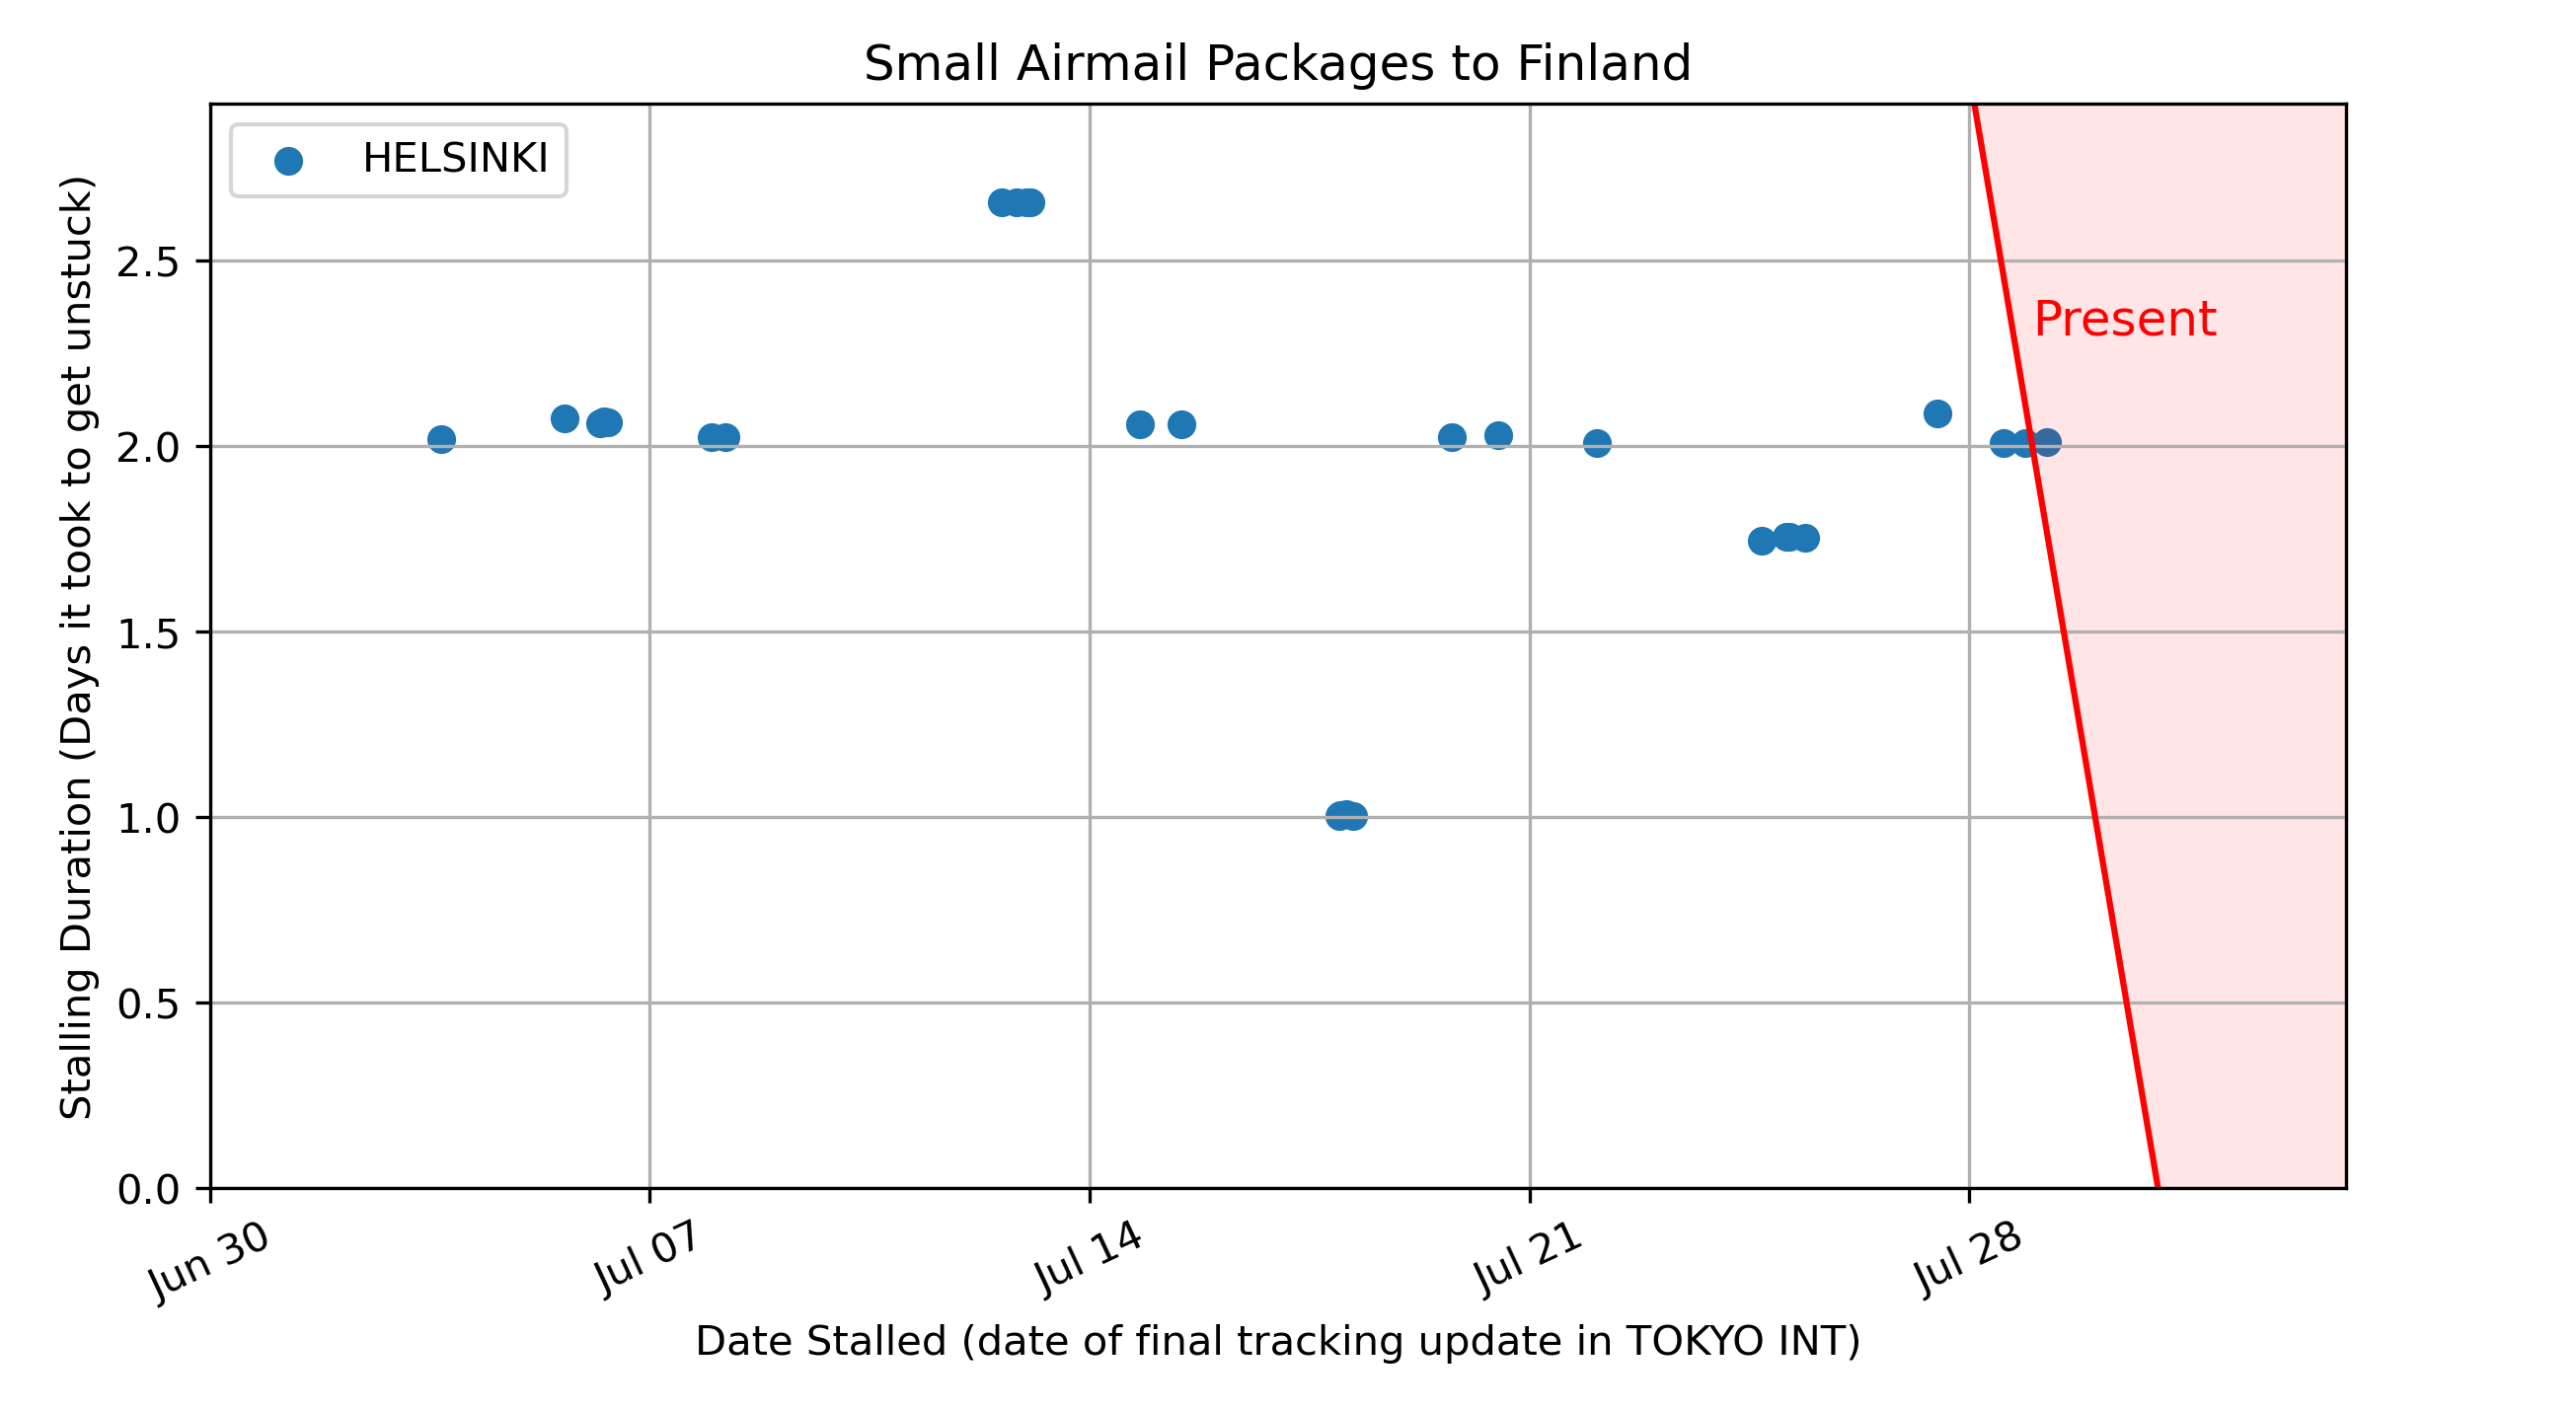 Small Airmail Packages to Finland
HELSINKI
Present
Stalling Duration (Days it took to get unstuck)
2.5
2.0
1.5
1.0
0.5
0.0
Jun 30
Jul 07
Jul 14
Jul 21
Jul 28
Date Stalled (date of final tracking update in TOKYO INT)